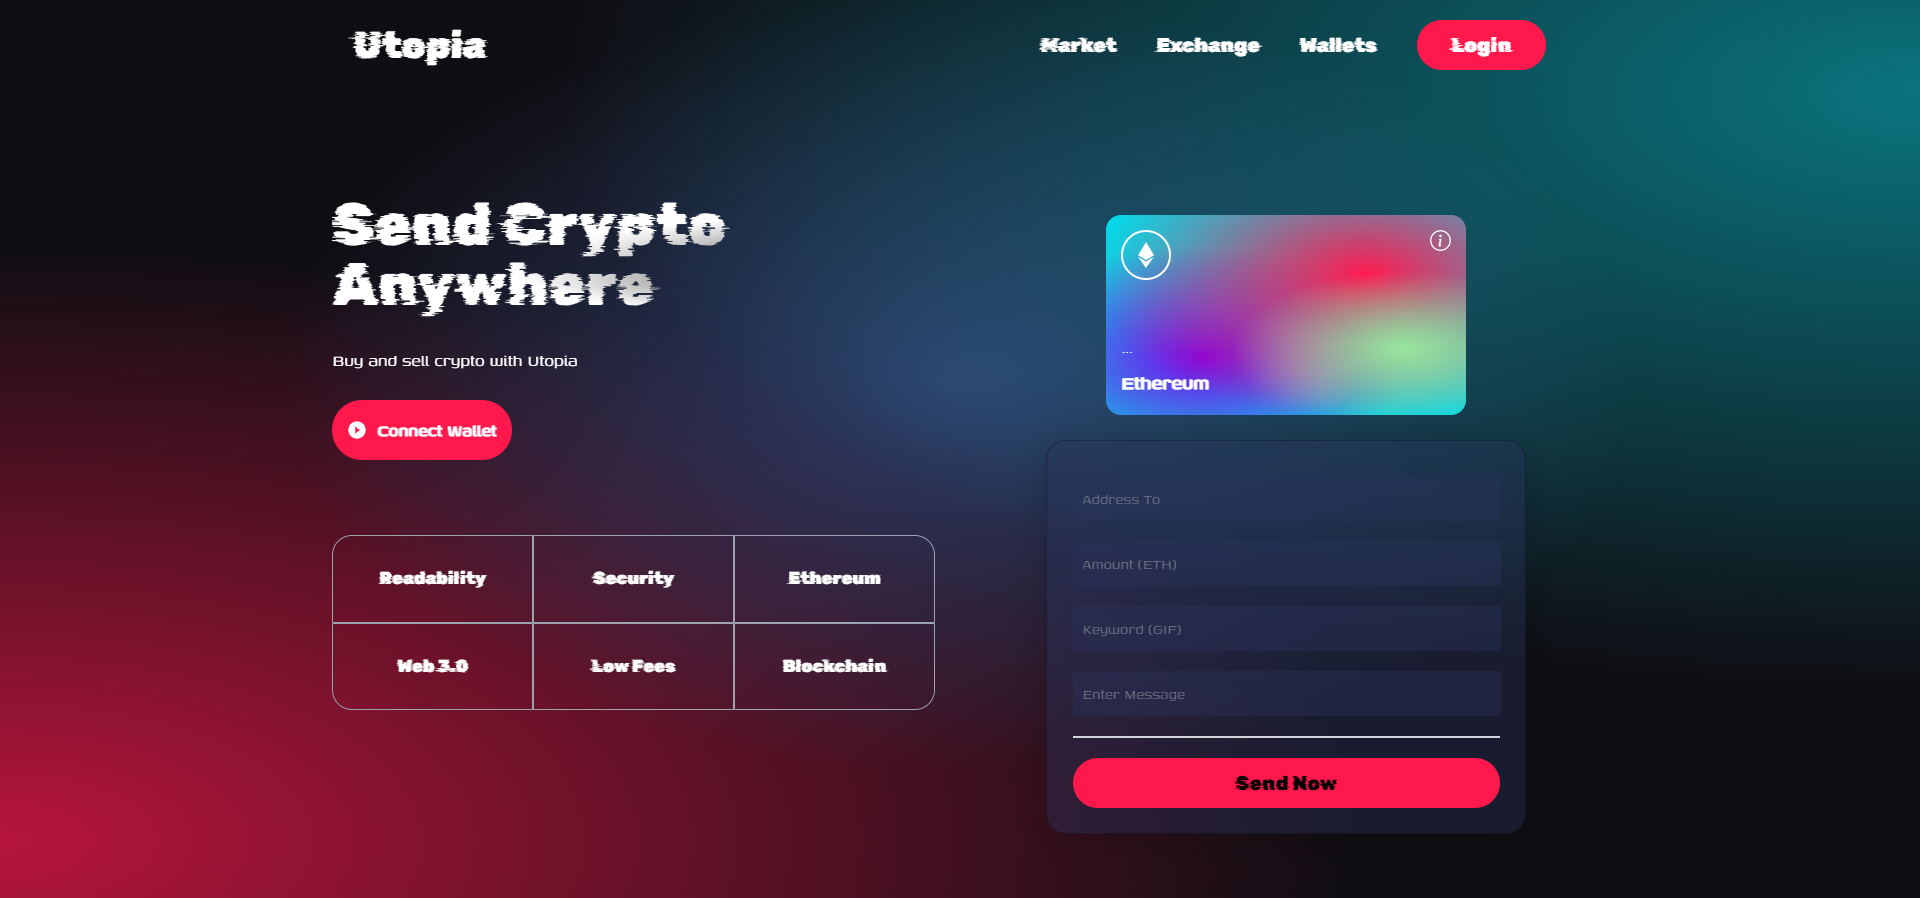 Utopia
Market
Exchange
Wallets
Login
Send Crypto
Anywhere
Buy and sell crypto with Utopia
Connect Wallet
Readability
Security
Ethereum
Web 3.0
Low Fees
Blockchain
...
Ethereum
Address To
Amount (ETH)
Keyword (GIF)
Enter Message
Send Now